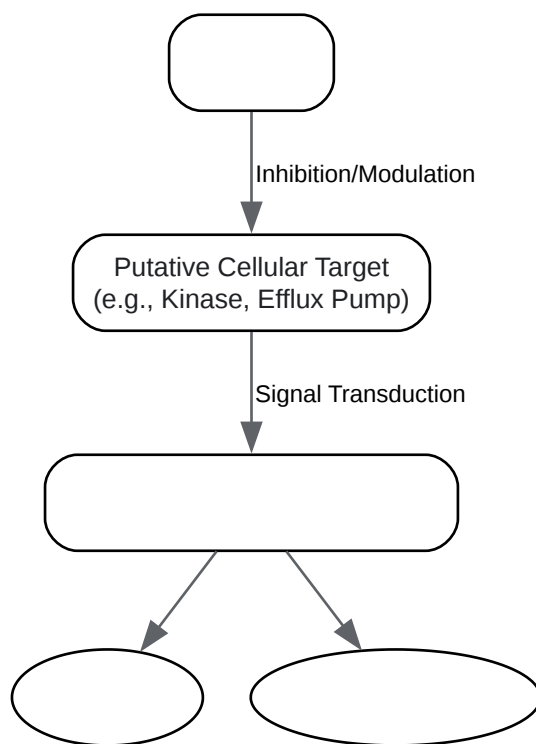 Inhibition/Modulation
Putative Cellular Target
(e.g., Kinase, Efflux Pump)
Signal Transduction